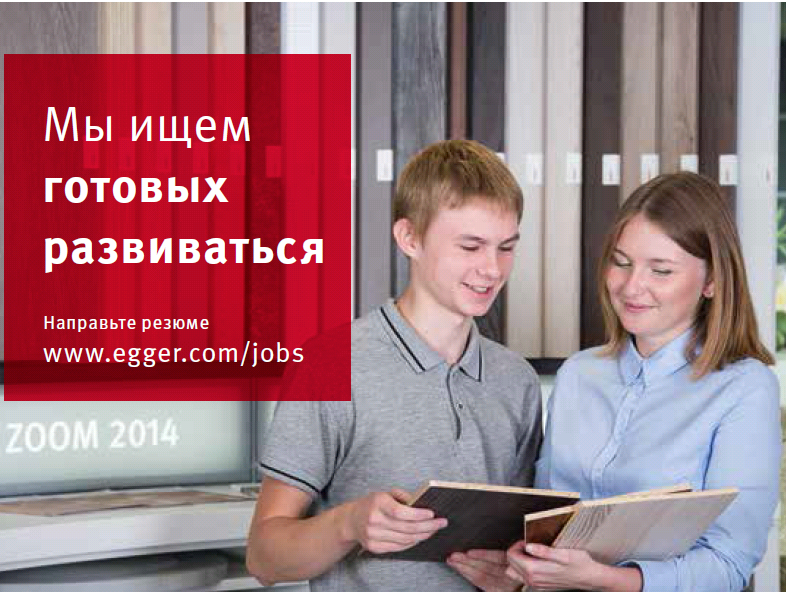 Мы ищем
готовых
развиваться
Направьте резюме
www.egger.com/jobs
ZOOM 2014